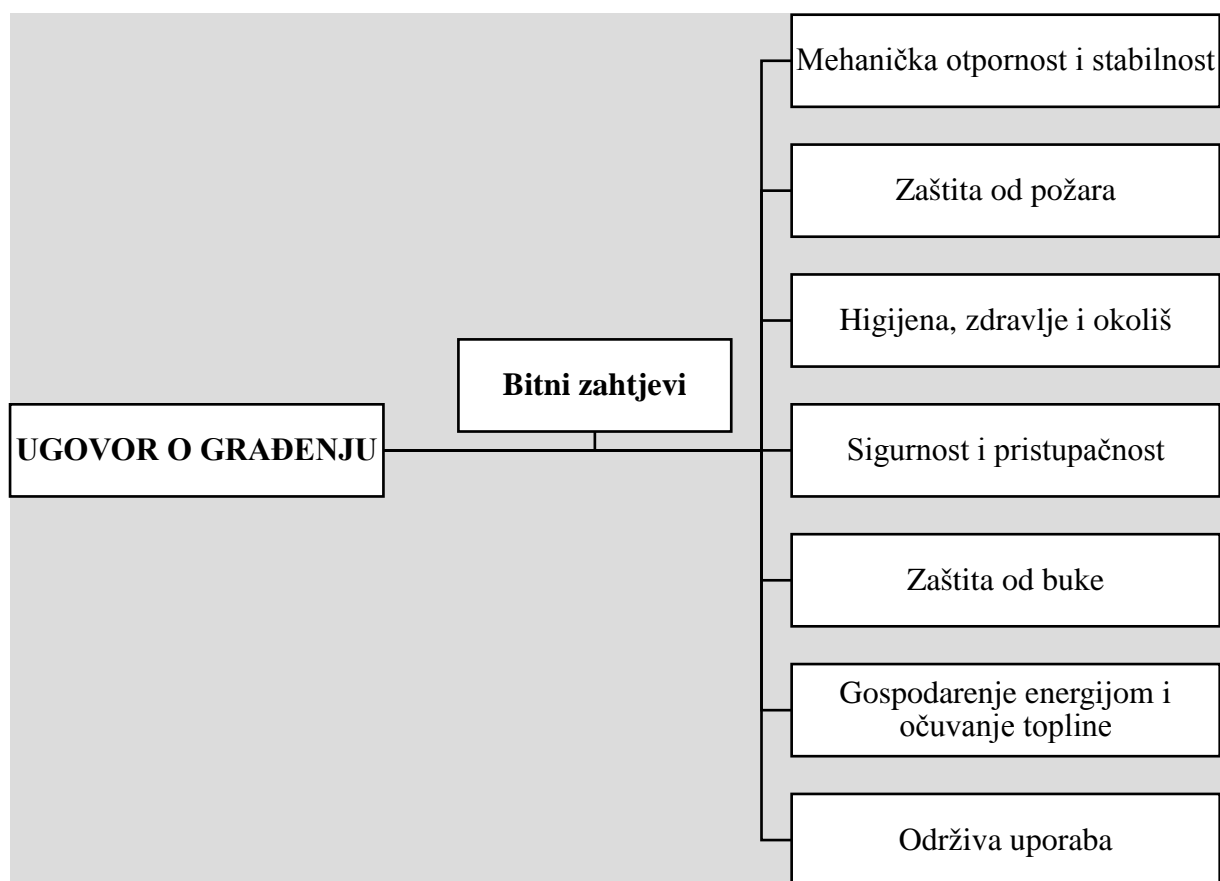 UGOVOR O GRAĐENJU
Bitni zahtjevi
Mehanička otpornost i stabilnost
Zaštita od požara
Higijena, zdravlje i okoliš
Sigurnost i pristupačnost
Zaštita od buke
Gospodarenje energijom i
očuvanje topline
Održiva uporaba